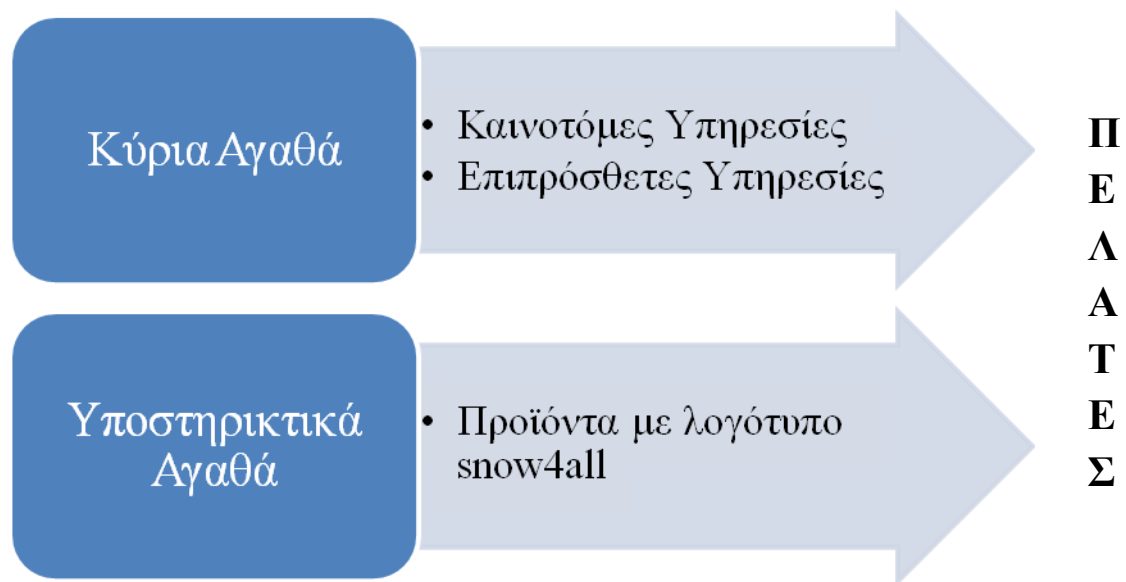 Κύρια Αγαθά
• Καινοτόμες Υπηρεσίες
• Επιπρόσθετες Υπηρεσίες
Υποστηρικτικά
Αγαθά
• Προϊόντα με λογότυπο
snow4all
Π
Ε
Λ
Α
Τ
Ε
Σ